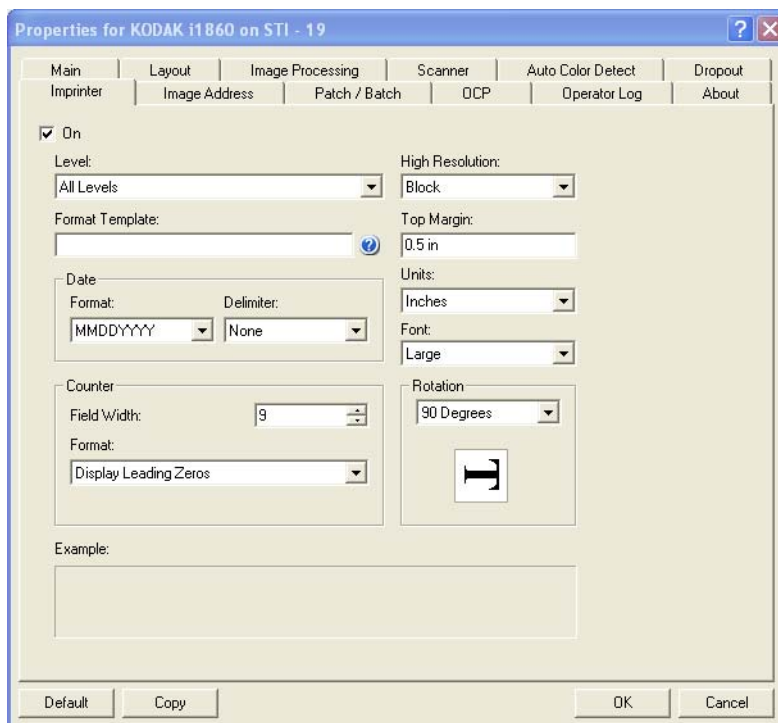 Properties for KODAK i1860 on STI - 19
Main Layout Image Processing Scanner Auto Color Detect Dropout
Imprinter Image Address Patch / Batch OCP Operator Log About
On
Level:
All Levels
High Resolution:
Block
Format Template:
Top Margin:
0.5 in
Date
Format:
MMDDYYYY
Delimiter:
None
Units:
Inches
Font:
Large
Counter
Field Width:
9
Format:
Display Leading Zeros
Rotation
90 Degrees
T
Example:
Default Copy OK Cancel